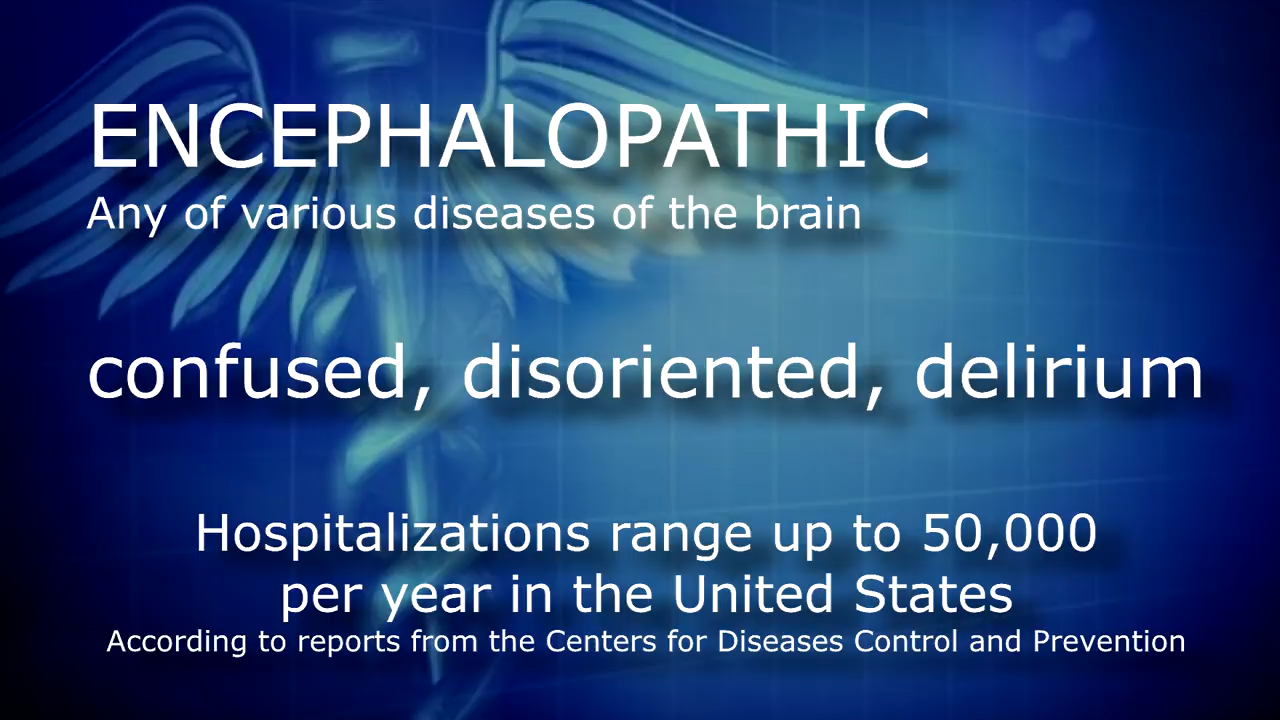 ENCEPHALOPATHIC
Any of various diseases of the brain
confused, disoriented, delirium
Hospitalizations range up to 50,000
per year in the United States
According to reports from the Centers for Diseases Control and Prevention